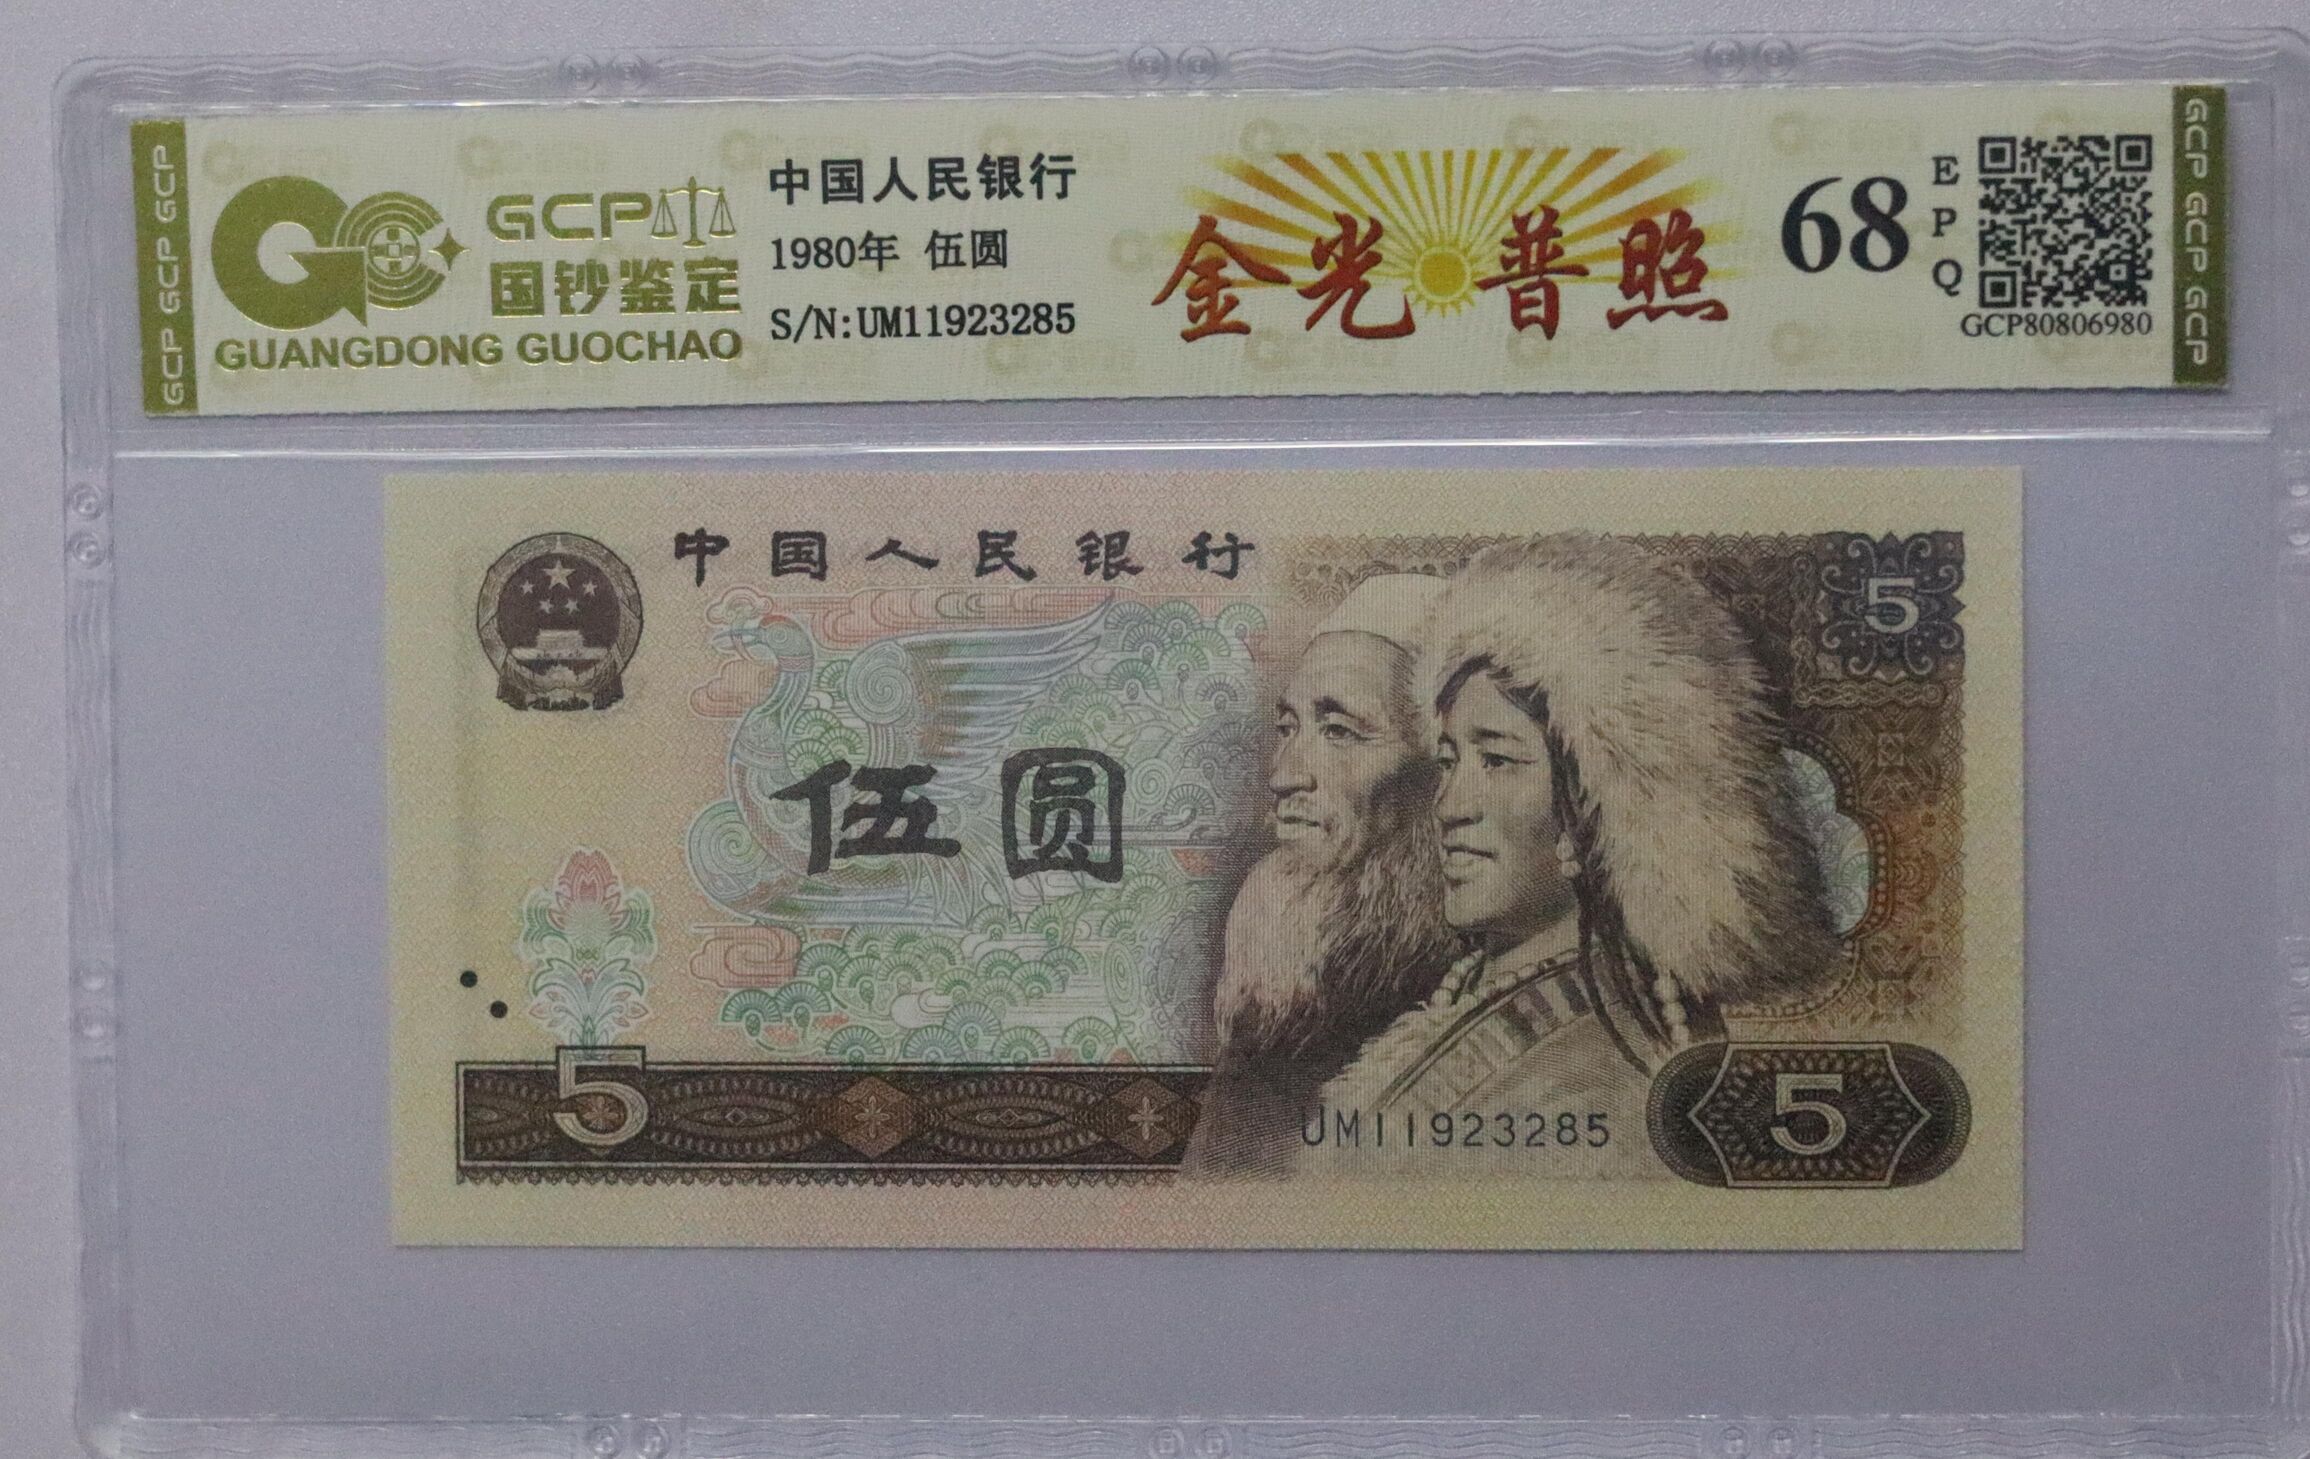 GCP GCP GCP
GCP
国钞鉴定
GUANGDONG GUOCHAO
中国人民银行
1980年 伍圆
S/N:UM11923285
金光普照
68
EPQ
GCP80806980
GCP GCP GCP
中国人民银行
5
伍圆
5
UM11923285
5